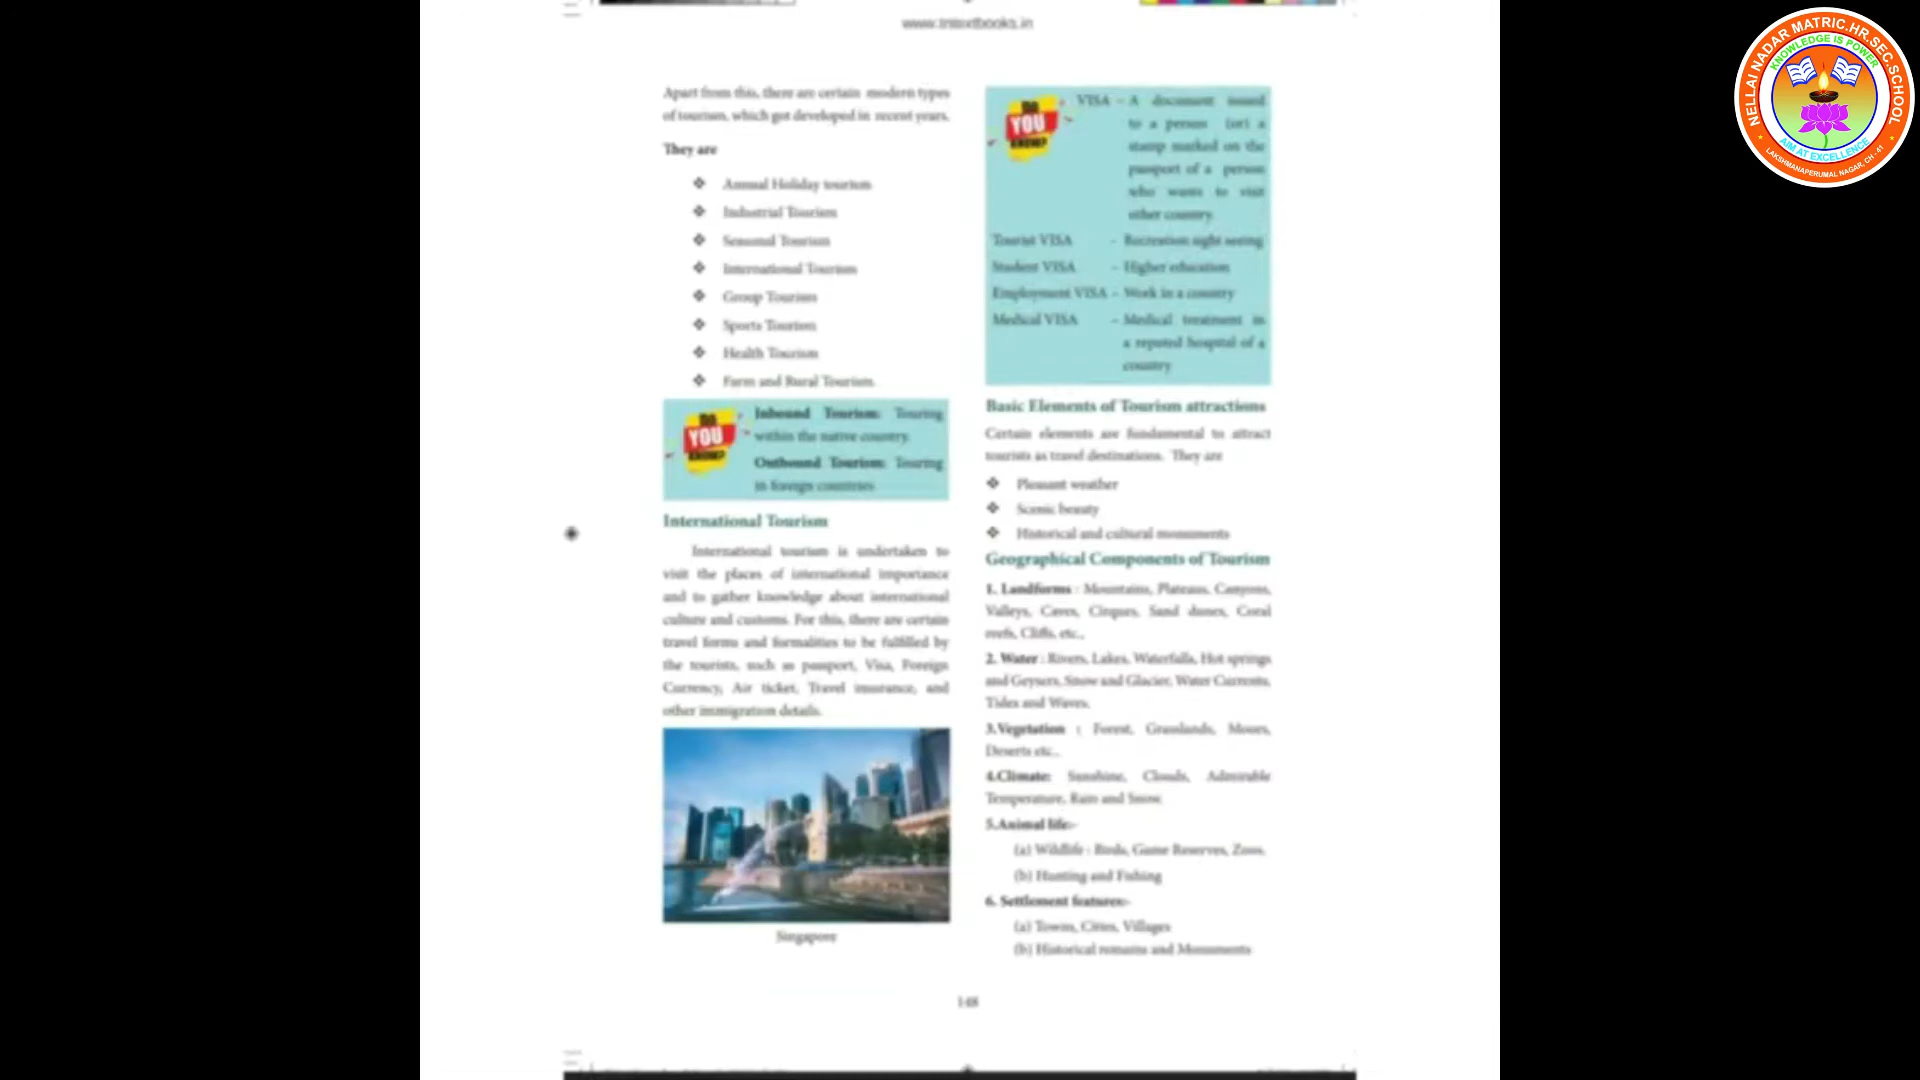 www.tntextbooks.in
Apart from this, there are certain modern types
of tourism, which got developed in recent years.
They are
❖ Annual Holiday tourism
❖ Industrial Tourism
❖ Seasonal Tourism
❖ International Tourism
❖ Group Tourism
❖ Sports Tourism
❖ Health Tourism
❖ Farm and Rural Tourism
DO
YOU
KNOW?
Inbound Tourism: Touring
within the native country.
Outbound Tourism: Touring
in foreign countries
International Tourism
International tourism is undertaken to
visit the places of international importance
and to gather knowledge about international
culture and customs. For this, there are certain
travel forms and formalities to be fulfilled by
the tourists, such as passport, Visa, Foreign
Currency, Air ticket, Travel insurance, and
other immigration details.
Singapore
DO
YOU
KNOW?
VISA – A document issued
to a person (or) a
stamp marked on the
passport of a person
who wants to visit
other country.
Tourist VISA – Recreation sight seeing
Student VISA – Higher education
Employment VISA – Work in a country
Medical VISA – Medical treatment in
a reputed hospital of a
country
Basic Elements of Tourism attractions
Certain elements are fundamental to attract
tourists as travel destinations. They are
❖ Pleasant weather
❖ Scenic beauty
❖ Historical and cultural monuments
Geographical Components of Tourism
1. Landforms : Mountains, Plateaus, Canyons,
Valleys, Caves, Cirques, Sand dunes, Coral
reefs, Cliffs, etc.,
2. Water : Rivers, Lakes, Waterfalls, Hot springs
and Geysers, Snow and Glacier, Water Currents,
Tides and Waves.
3.Vegetation : Forest, Grasslands, Moors,
Deserts etc..
4.Climate: Sunshine, Clouds, Admirable
Temperature, Rain and Snow
5.Animal life:-
(a) Wildlife : Birds, Game Reserves, Zoos.
(b) Hunting and Fishing
6. Settlement features:-
(a) Towns, Cities, Villages
(b) Historical remains and Monuments
148
NELLAI NADAR MATRIC.HR.SEC.SCHOOL
KNOWLEDGE IS POWER
AIM AT EXCELLENCE
LAKSHMANAPERUMAL NAGAR, CH - 41